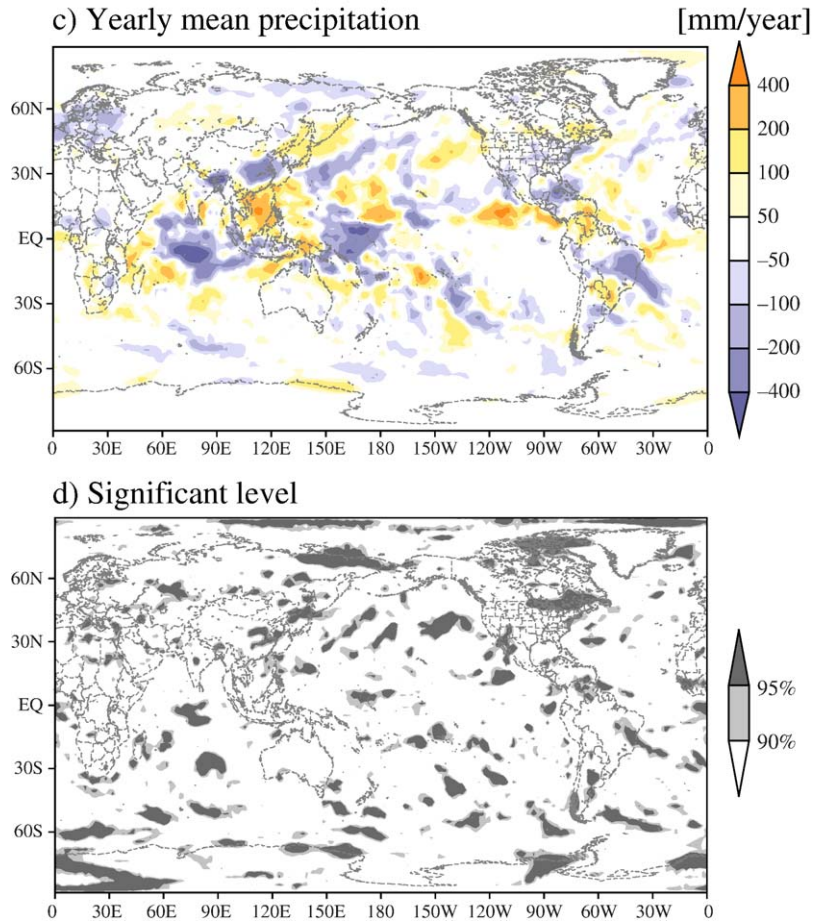 c) Yearly mean precipitation [mm/year]
400
200
100
50
−50
−100
−200
−400
60N
30N
EQ
30S
60S
0 30E 60E 90E 120E 150E 180 150W 120W 90W 60W 30W 0
d) Significant level
60N
30N
EQ
30S
60S
95%
90%
0 30E 60E 90E 120E 150E 180 150W 120W 90W 60W 30W 0